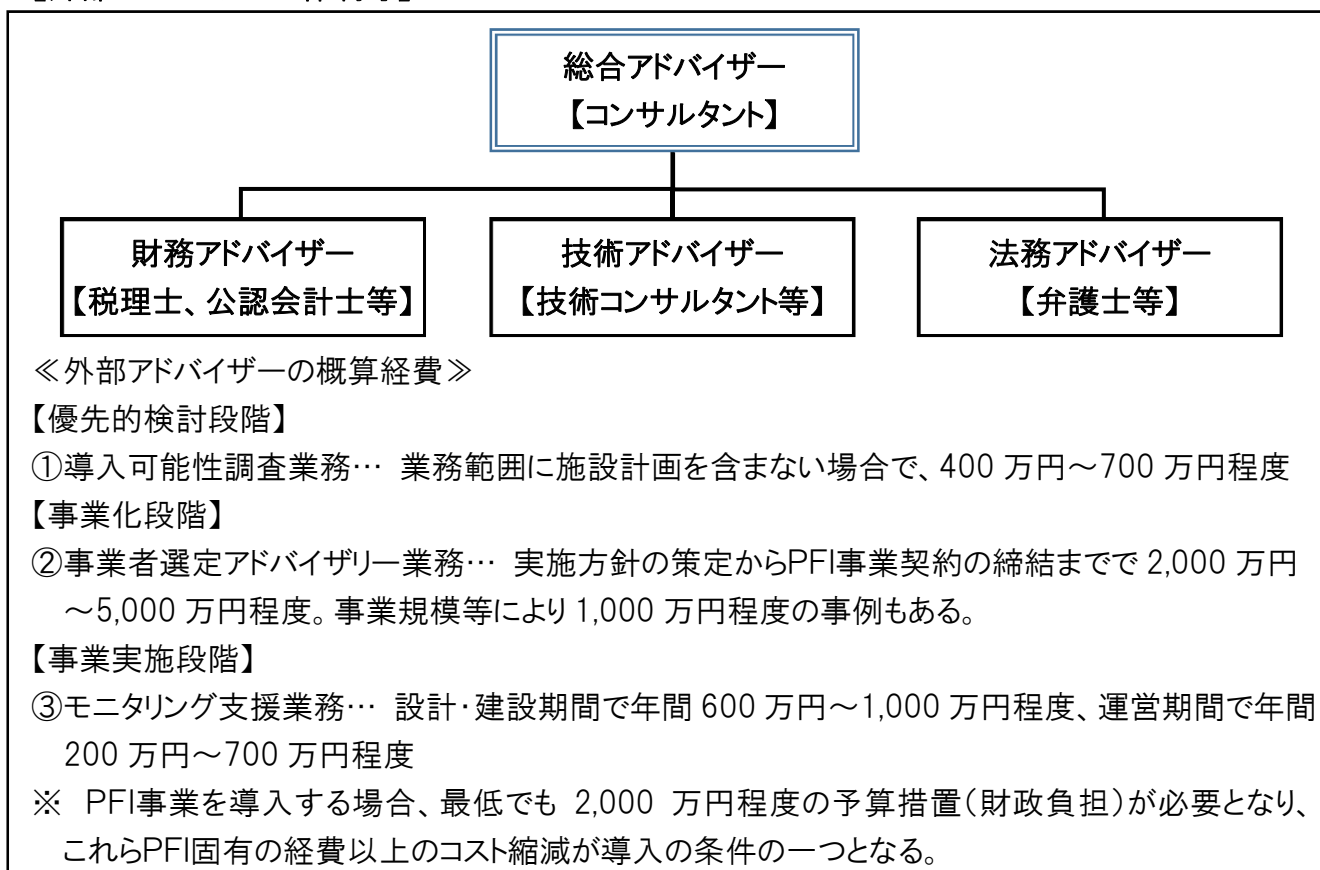 総合アドバイザー
【コンサルタント】
財務アドバイザー
【税理士、公認会計士等】
技術アドバイザー
【技術コンサルタント等】
法務アドバイザー
【弁護士等】
≪外部アドバイザーの概算経費≫
【優先的検討段階】
①導入可能性調査業務… 業務範囲に施設計画を含まない場合で、400 万円～700 万円程度
【事業化段階】
②事業者選定アドバイザリー業務… 実施方針の策定からPFI事業契約の締結までで 2,000 万円
～5,000 万円程度。事業規模等により 1,000 万円程度の事例もある。
【事業実施段階】
③モニタリング支援業務… 設計・建設期間で年間 600 万円～1,000 万円程度、運営期間で年間
200 万円～700 万円程度
※ PFI事業を導入する場合、最低でも 2,000 万円程度の予算措置(財政負担)が必要となり、
これらPFI固有の経費以上のコスト縮減が導入の条件の一つとなる。